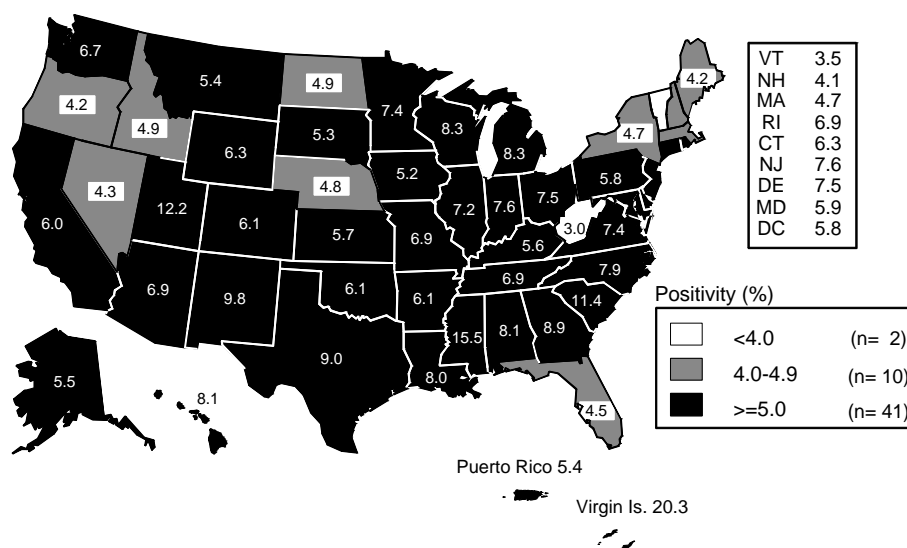 6.7
5.4
4.9
7.4
4.2
4.2
4.9
6.3
5.3
8.3
8.3
4.7
4.3
12.2
6.1
4.8
5.2
7.2
7.6
7.5
5.8
6.0
5.7
6.9
5.6
3.0
7.4
6.9
9.8
6.1
6.1
6.9
7.9
9.0
8.0
15.5
8.1
8.9
11.4
4.5
5.5
8.1
VT 3.5
NH 4.1
MA 4.7
RI 6.9
CT 6.3
NJ 7.6
DE 7.5
MD 5.9
DC 5.8
Positivity (%)
<4.0 (n= 2)
4.0-4.9 (n= 10)
>=5.0 (n= 41)
Puerto Rico 5.4
Virgin Is. 20.3